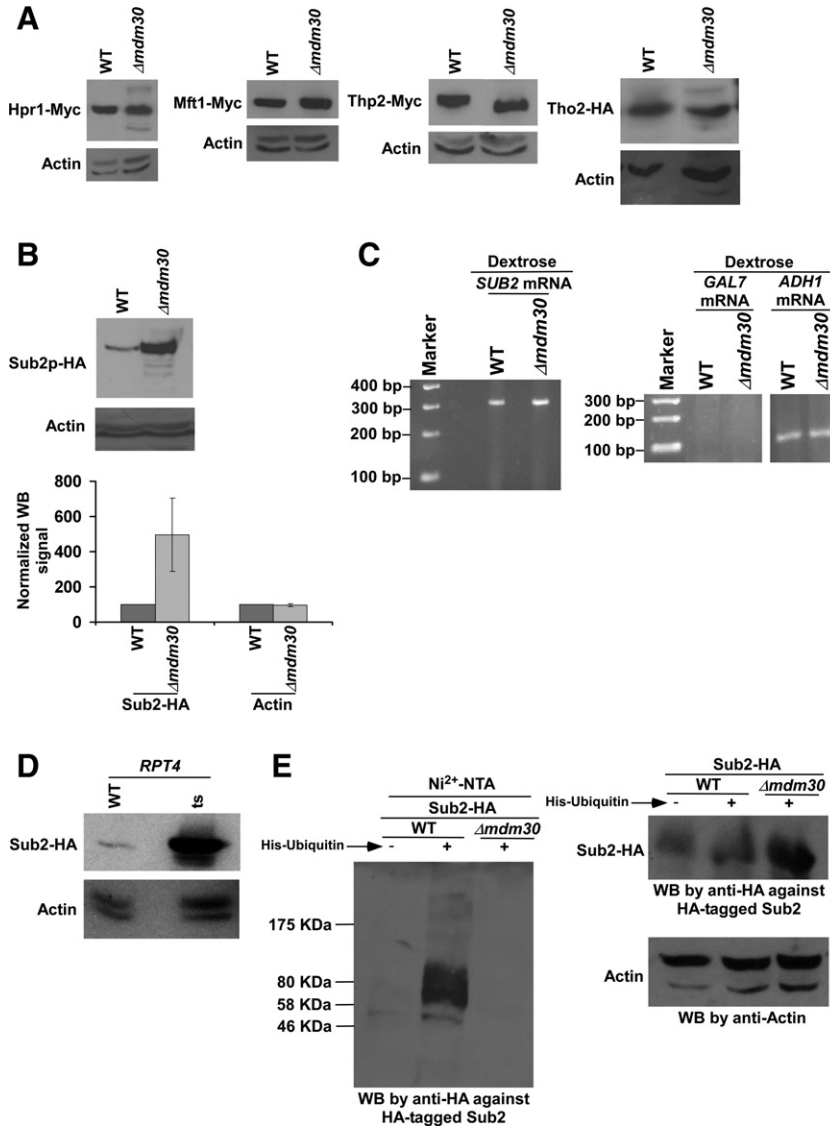 A
WT
Δmdm30
Hpr1-Myc
Actin
WT
Δmdm30
Mft1-Myc
Actin
WT
Δmdm30
Thp2-Myc
Actin
WT
Δmdm30
Tho2-HA
Actin
B
WT
Δmdm30
Sub2p-HA
Actin
Normalized WB
signal
800
600
400
200
0
WT
Δmdm30
WT
Δmdm30
Sub2-HA
Actin
C
Dextrose
SUB2 mRNA
Marker
WT
Δmdm30
400 bp
300 bp
200 bp
100 bp
Dextrose
GAL7
mRNA
ADH1
mRNA
Marker
WT
Δmdm30
WT
Δmdm30
300 bp
200 bp
100 bp
D
RPT4
WT
ts
Sub2-HA
Actin
E
Ni2+-NTA
Sub2-HA
WT
Δmdm30
His-Ubiquitin
-
+
+
175 KDa
80 KDa
58 KDa
46 KDa
WB by anti-HA against
HA-tagged Sub2
Sub2-HA
WT
Δmdm30
His-Ubiquitin
-
+
+
Sub2-HA
WB by anti-HA against
HA-tagged Sub2
Actin
WB by anti-Actin